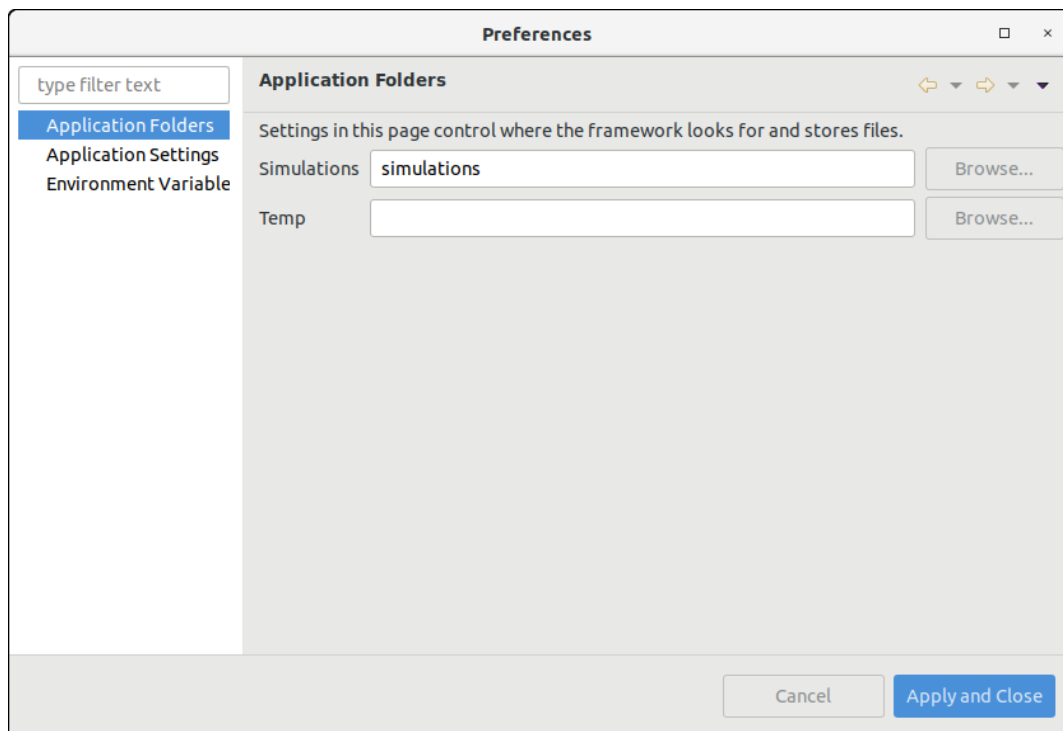 Preferences
type filter text
Application Folders
Application Settings
Environment Variable
Application Folders
Settings in this page control where the framework looks for and stores files.
Simulations simulations Browse...
Temp Browse...
Cancel Apply and Close